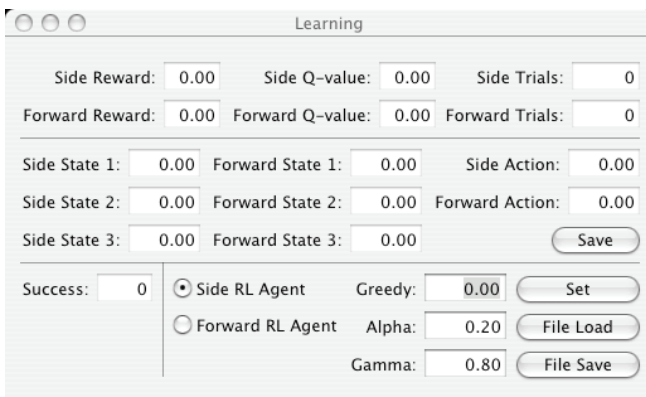 Learning
Side Reward: 0.00 Side Q-value: 0.00 Side Trials: 0
Forward Reward: 0.00 Forward Q-value: 0.00 Forward Trials: 0
Side State 1: 0.00 Forward State 1: 0.00 Side Action: 0.00
Side State 2: 0.00 Forward State 2: 0.00 Forward Action: 0.00
Side State 3: 0.00 Forward State 3: 0.00 Save
Success: 0 Side RL Agent Greedy: 0.00 Set
Forward RL Agent Alpha: 0.20 File Load
Gamma: 0.80 File Save